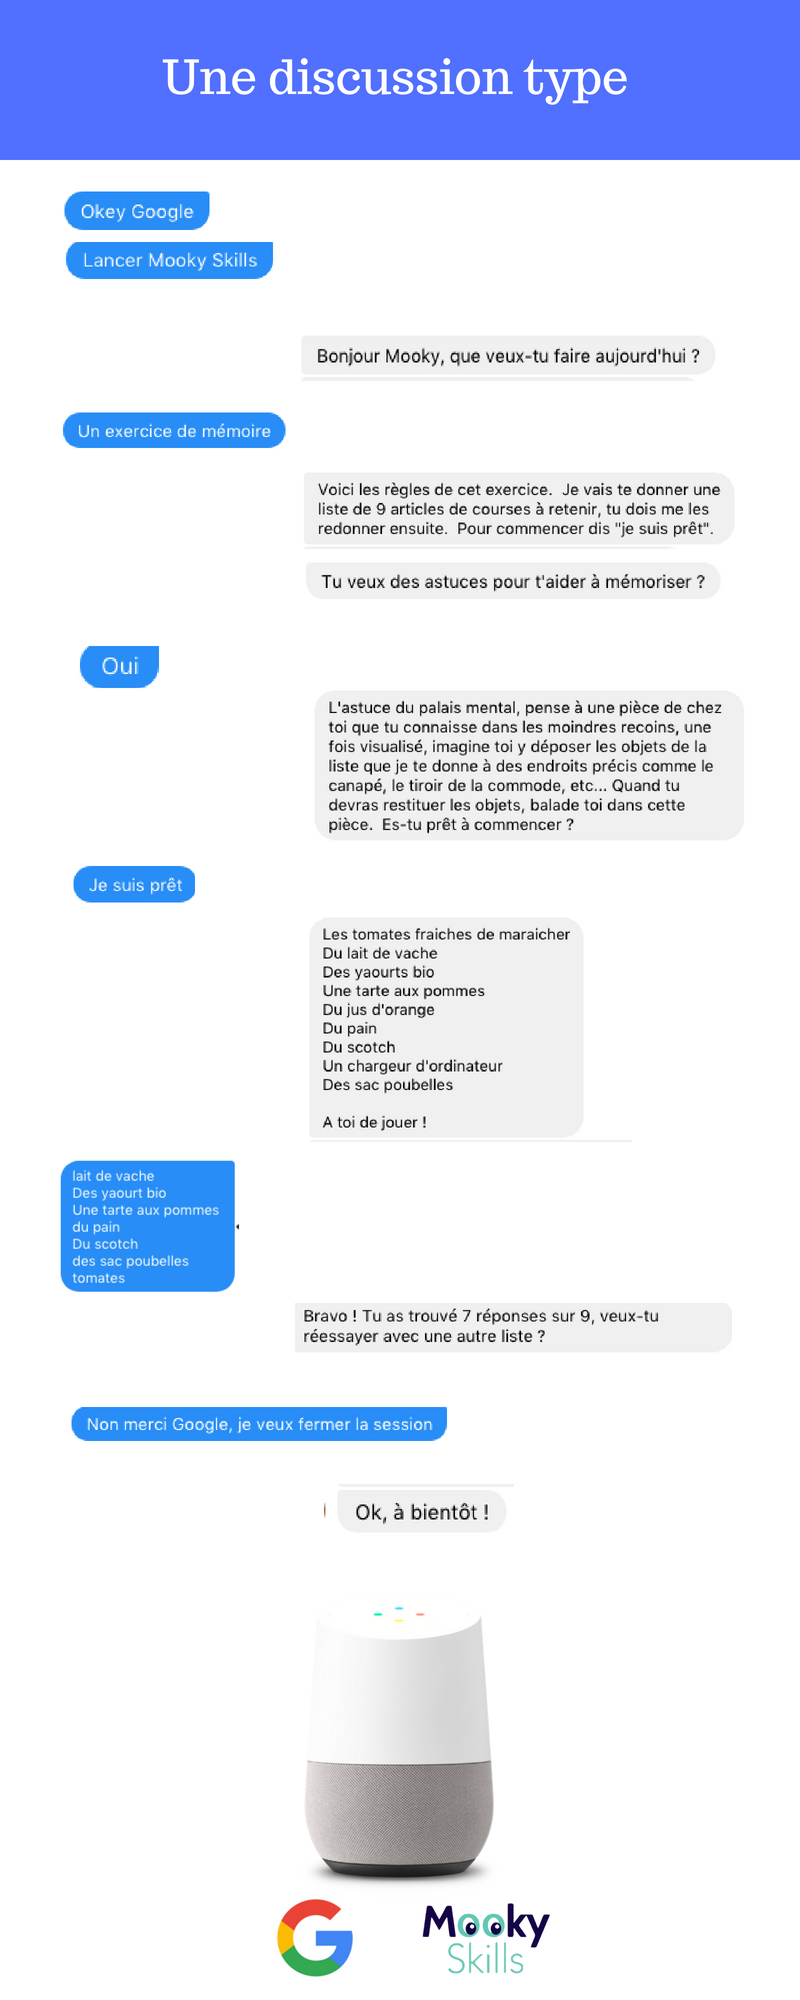 Une discussion type
Okey Google
Lancer Mooky Skills
Bonjour Mooky, que veux-tu faire aujourd'hui ?
Un exercice de mémoire
Voici les règles de cet exercice.  Je vais te donner une
liste de 9 articles de courses à retenir, tu dois me les
redonner ensuite.  Pour commencer dis "je suis prêt".
Tu veux des astuces pour t'aider à mémoriser ?
Oui
L'astuce du palais mental, pense à une pièce de chez
toi que tu connaisse dans les moindres recoins, une
fois visualisé, imagine toi y déposer les objets de la
liste que je te donne à des endroits précis comme le
canapé, le tiroir de la commode, etc... Quand tu
devras restituer les objets, balade toi dans cette
pièce.  Es-tu prêt à commencer ?
Je suis prêt
Les tomates fraiches de maraicher
Du lait de vache
Des yaourts bio
Une tarte aux pommes
Du jus d'orange
Du pain
Du scotch
Un chargeur d'ordinateur
Des sac poubelles
A toi de jouer !
lait de vache
Des yaourt bio
Une tarte aux pommes
du pain
Du scotch
des sac poubelles
tomates
Bravo ! Tu as trouvé 7 réponses sur 9, veux-tu
réessayer avec une autre liste ?
Non merci Google, je veux fermer la session
Ok, à bientôt !
G
Mooky
Skills